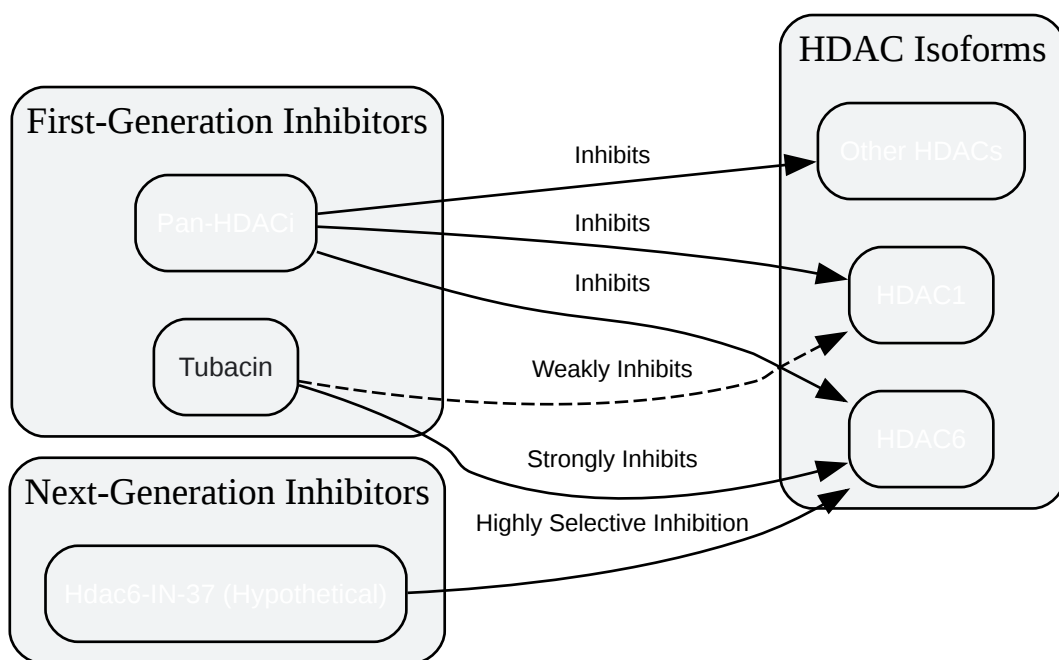 First-Generation Inhibitors
Pan-HDACi
Tubacin
Next-Generation Inhibitors
Hdac6-IN-37 (Hypothetical)
Inhibits
Inhibits
Inhibits
Weakly Inhibits
Strongly Inhibits
Highly Selective Inhibition
HDAC Isoforms
Other HDACs
HDAC1
HDAC6